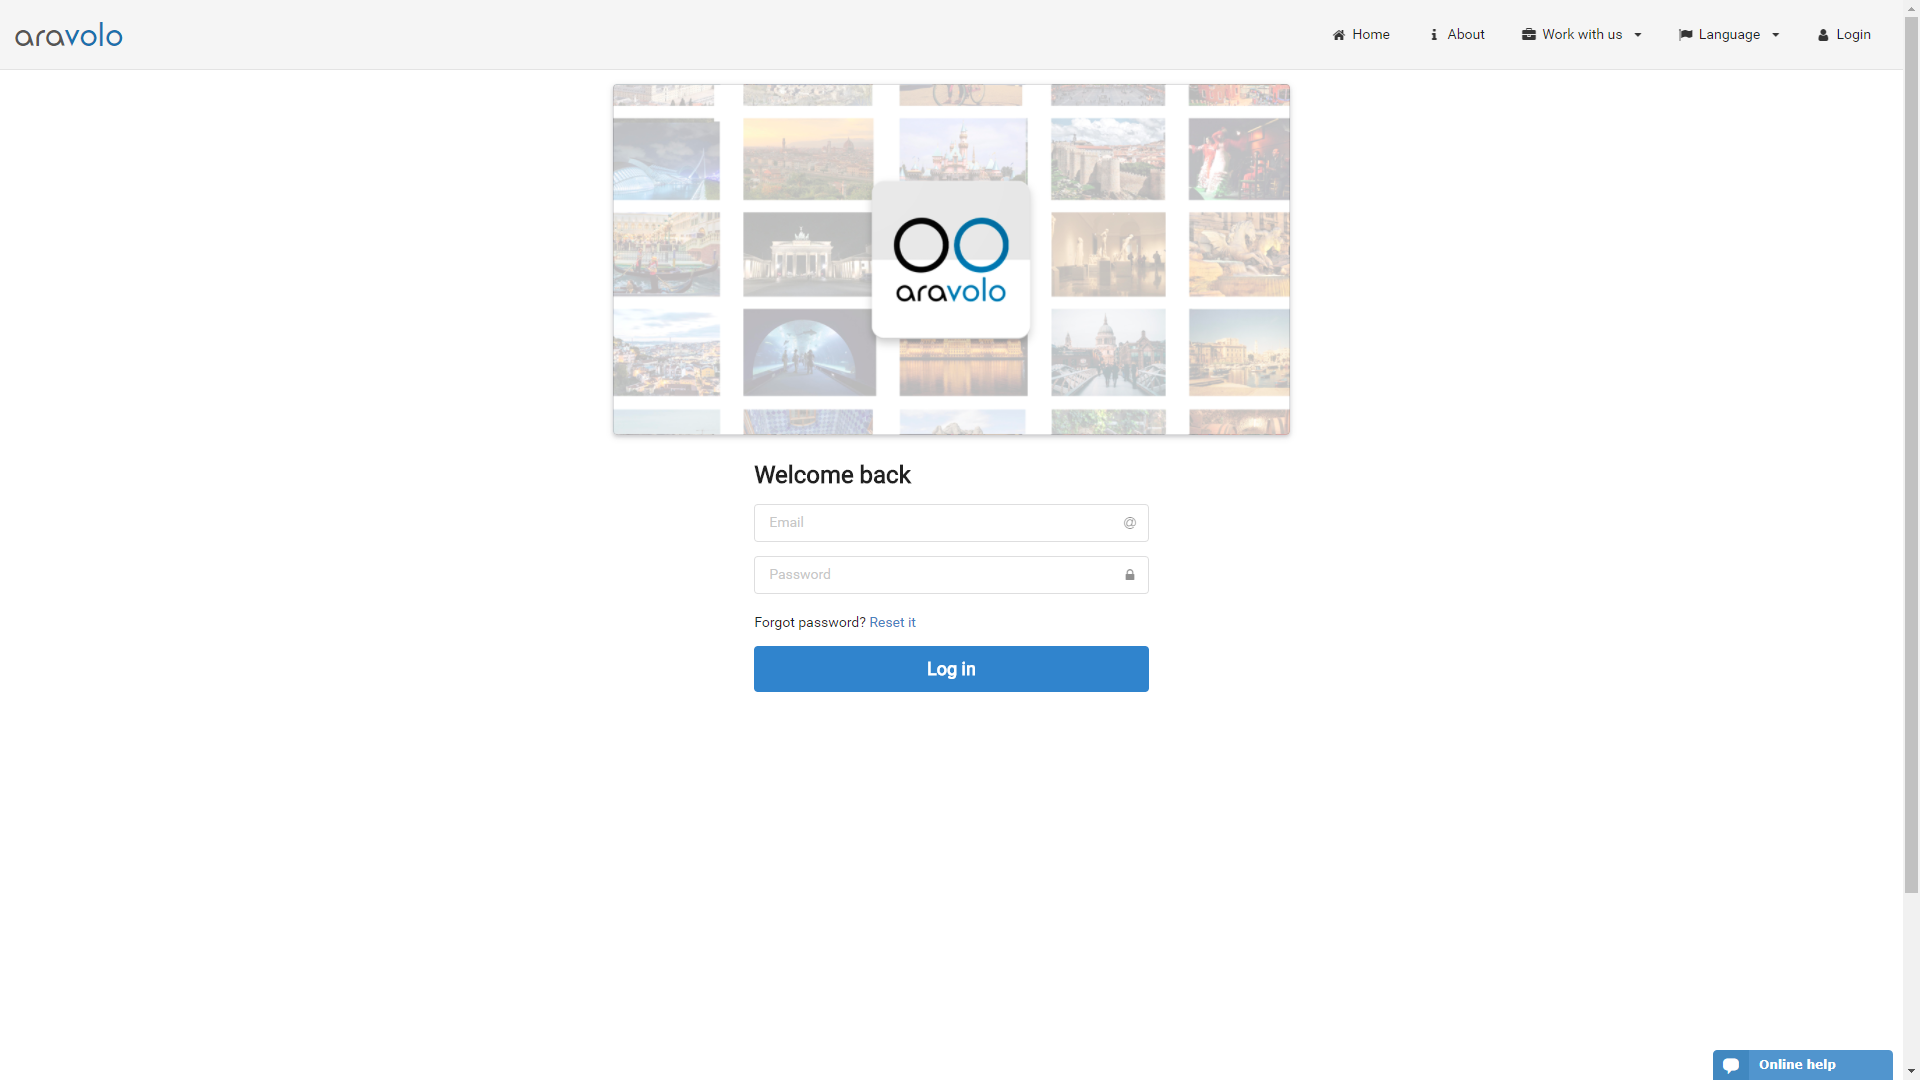 aravolo
Home
About
Work with us
Language
Login
aravolo
Welcome back
Email
@
Password
Forgot password? Reset it
Log in
Online help